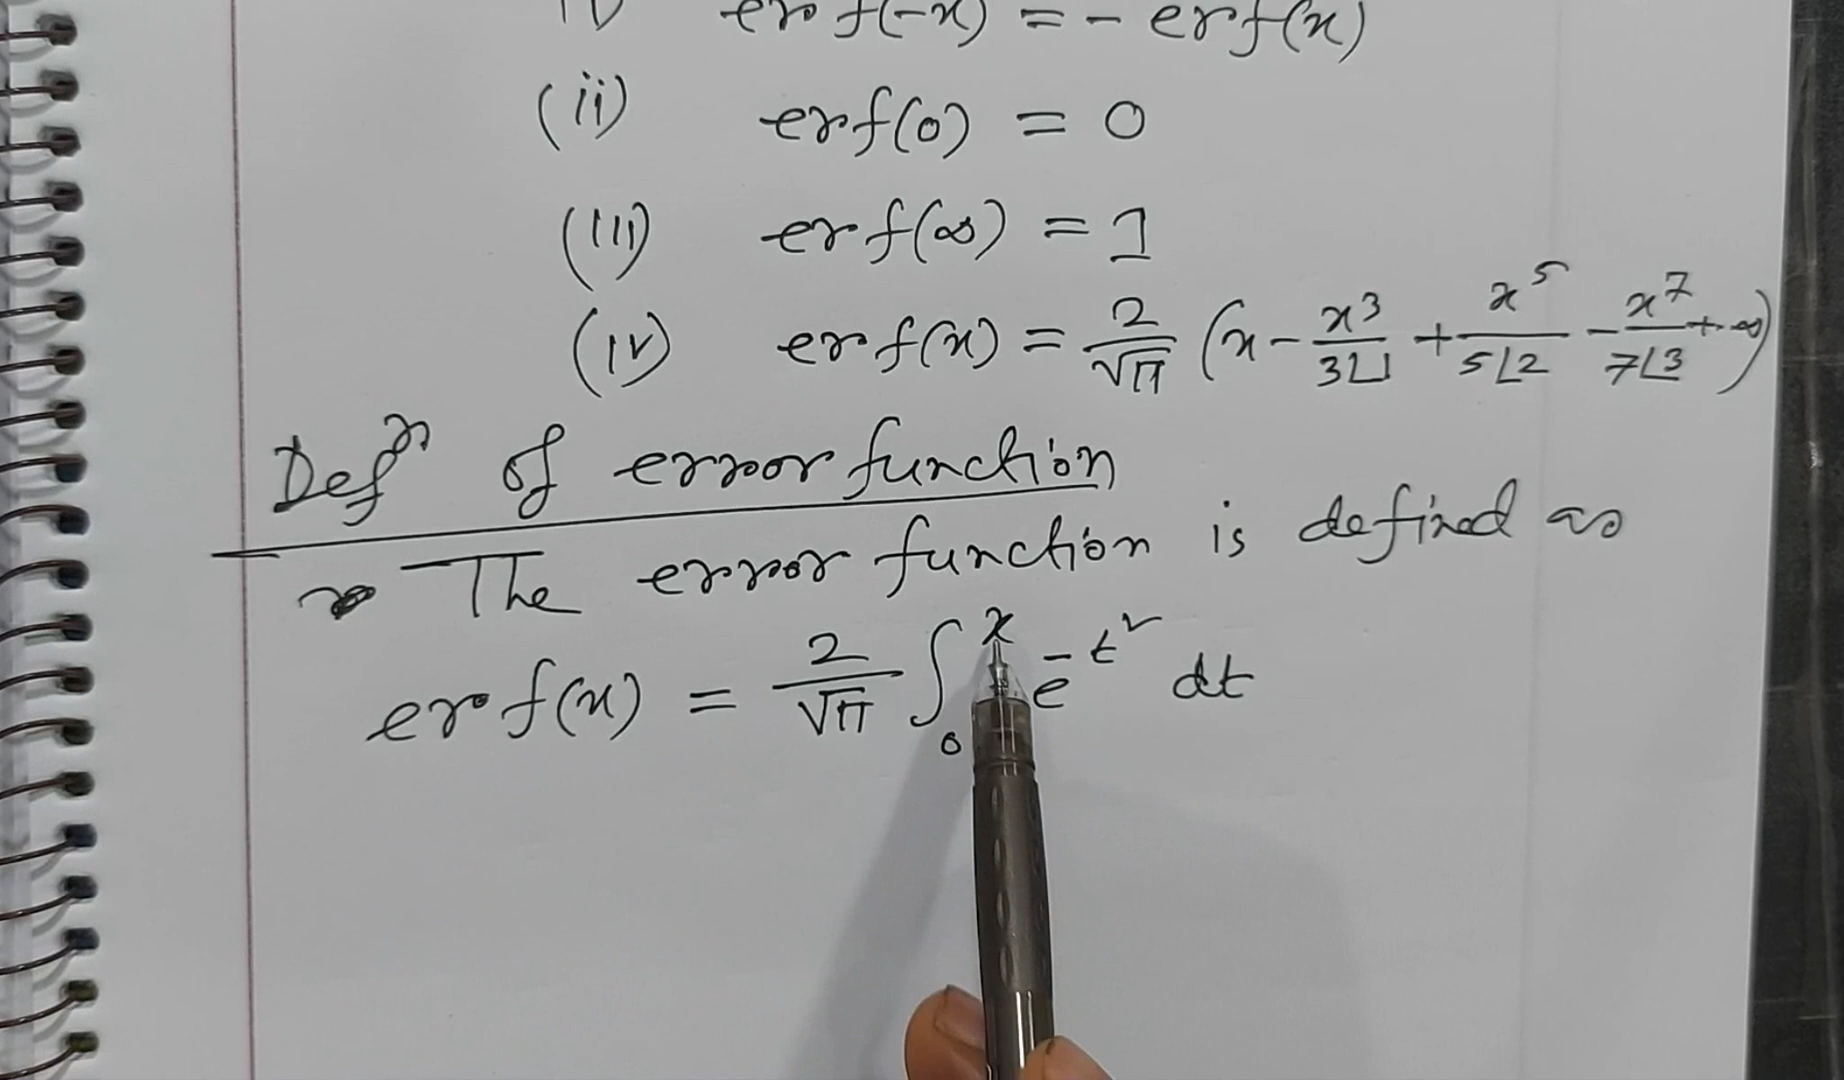 erf(-x) = - erf(x)
(ii) erf(0) = 0
(iii) erf(∞) = 1
(iv) erf(x) = 2/√π (x - x³/3⌊1 + x⁵/5⌊2 - x⁷/7⌊3 + -- ∞)
Defⁿ of error function
The error function is defined as
erf(x) = 2/√π ∫₀ˣ e^-t² dt